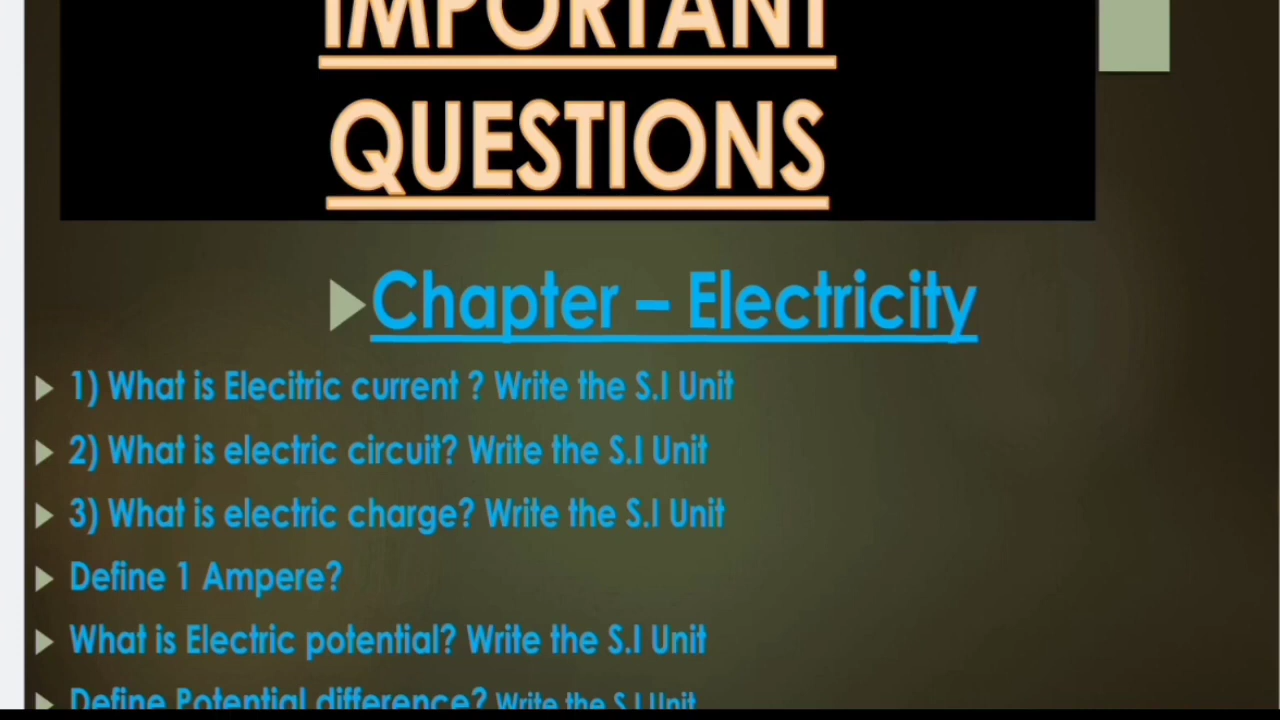 IMPORTANT
QUESTIONS
Chapter – Electricity
1) What is Elecitric current ? Write the S.I Unit
2) What is electric circuit? Write the S.I Unit
3) What is electric charge? Write the S.I Unit
Define 1 Ampere?
What is Electric potential? Write the S.I Unit
Define Potential difference? Write the S.I Unit